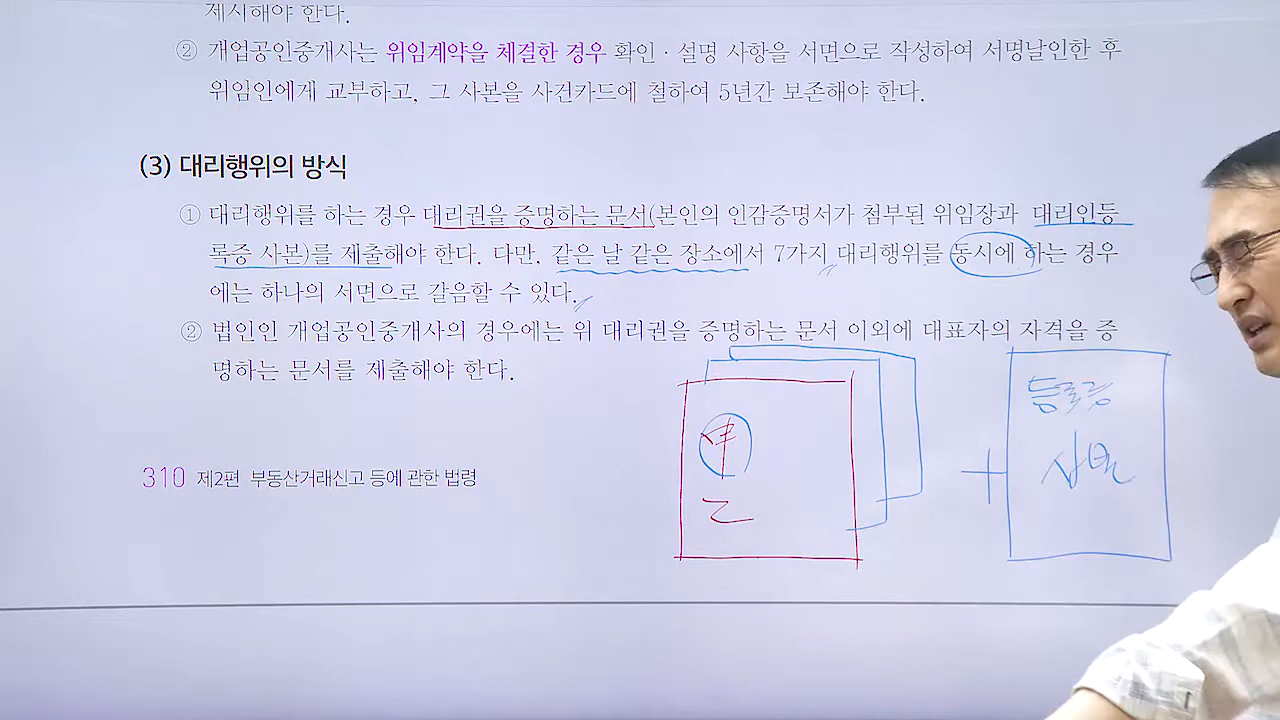 제시해야 한다.
② 개업공인중개사는 위임계약을 체결한 경우 확인 · 설명 사항을 서면으로 작성하여 서명날인한 후
위임인에게 교부하고, 그 사본을 사건카드에 철하여 5년간 보존해야 한다.
(3) 대리행위의 방식
① 대리행위를 하는 경우 대리권을 증명하는 문서(본인의 인감증명서가 첨부된 위임장과 대리인등
록증 사본)를 제출해야 한다. 다만, 같은 날 같은 장소에서 7가지 대리행위를 동시에 하는 경우
에는 하나의 서면으로 갈음할 수 있다.
② 법인인 개업공인중개사의 경우에는 위 대리권을 증명하는 문서 이외에 대표자의 자격을 증
명하는 문서를 제출해야 한다.
甲
乙
+
등록증
사본
310 제2편 부동산거래신고 등에 관한 법령